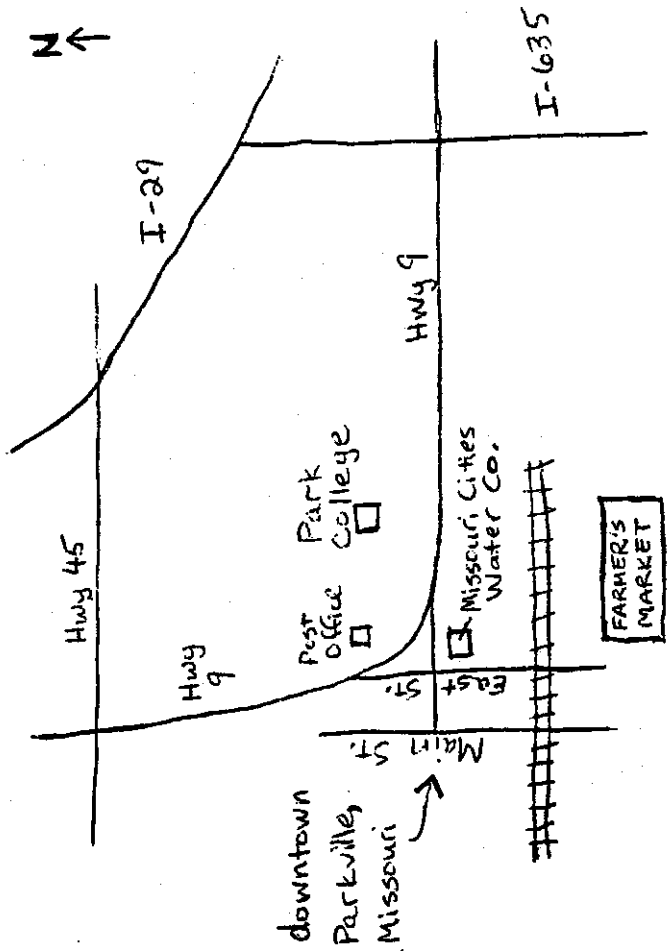 N
I-29
I-635
Hwy 45
Hwy
9
Post
Office
Park
College
Hwy 9
Missouri Cities
Water Co.
East
St.
Main
St.
downtown
Parkville,
Missouri
FARMER'S
MARKET